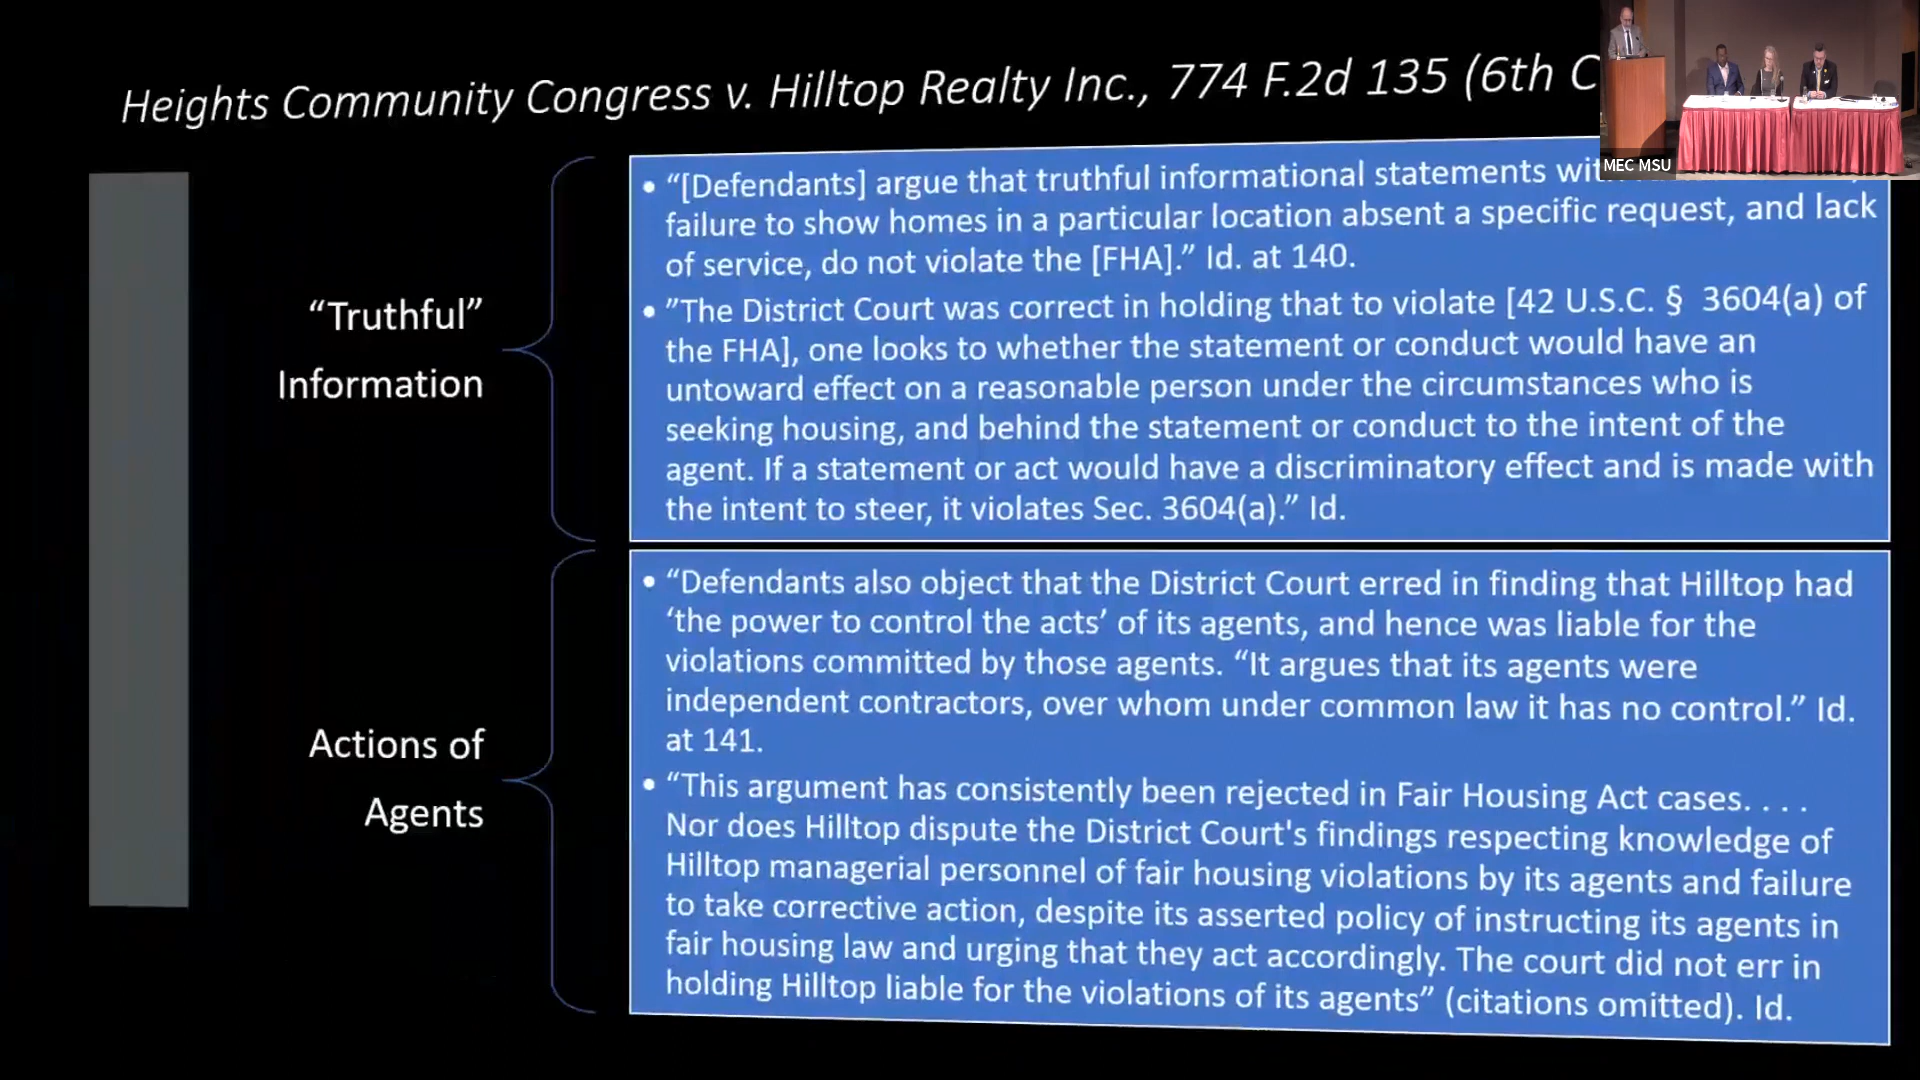 Heights Community Congress v. Hilltop Realty Inc., 774 F.2d 135 (6th C
MEC MSU
“Truthful”
Information
• “[Defendants] argue that truthful informational statements
failure to show homes in a particular location absent a specific request, and lack
of service, do not violate the [FHA].” Id. at 140.
• ”The District Court was correct in holding that to violate [42 U.S.C. § 3604(a) of
the FHA], one looks to whether the statement or conduct would have an
untoward effect on a reasonable person under the circumstances who is
seeking housing, and behind the statement or conduct to the intent of the
agent. If a statement or act would have a discriminatory effect and is made with
the intent to steer, it violates Sec. 3604(a).” Id.
Actions of
Agents
• “Defendants also object that the District Court erred in finding that Hilltop had
‘the power to control the acts’ of its agents, and hence was liable for the
violations committed by those agents. “It argues that its agents were
independent contractors, over whom under common law it has no control.” Id.
at 141.
• “This argument has consistently been rejected in Fair Housing Act cases. . . .
Nor does Hilltop dispute the District Court's findings respecting knowledge of
Hilltop managerial personnel of fair housing violations by its agents and failure
to take corrective action, despite its asserted policy of instructing its agents in
fair housing law and urging that they act accordingly. The court did not err in
holding Hilltop liable for the violations of its agents” (citations omitted). Id.